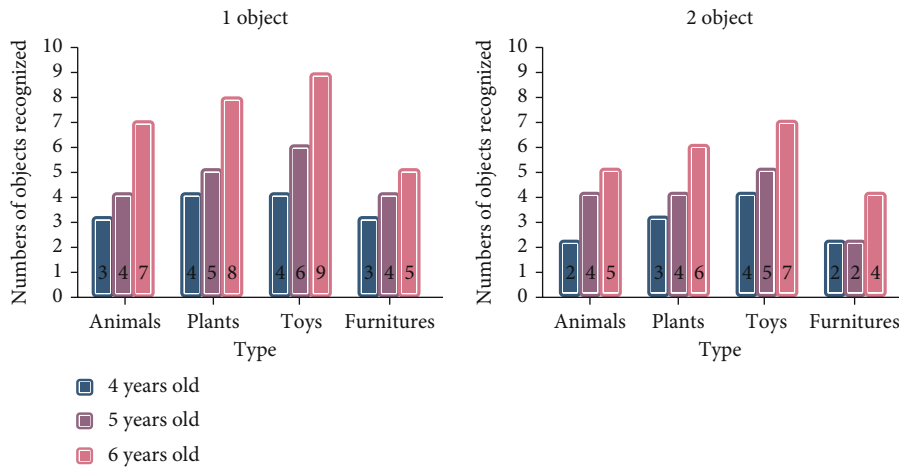 1 object
Numbers of objects recognized
10
9
8
7
6
5
4
3
2
1
0
3 4 7
4 5 8
4 6 9
3 4 5
Animals Plants Toys Furnitures
Type
2 object
Numbers of objects recognized
10
9
8
7
6
5
4
3
2
1
0
2 4 5
3 4 6
4 5 7
2 2 4
Animals Plants Toys Furnitures
Type
4 years old
5 years old
6 years old